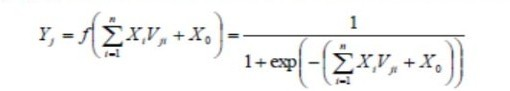 Y_j = f( ∑_{i=1}^{n} X_i V_{ji} + X_0 ) = 1 / ( 1 + exp( −( ∑_{i=1}^{n} X_i V_{ji} + X_0 ) ) )